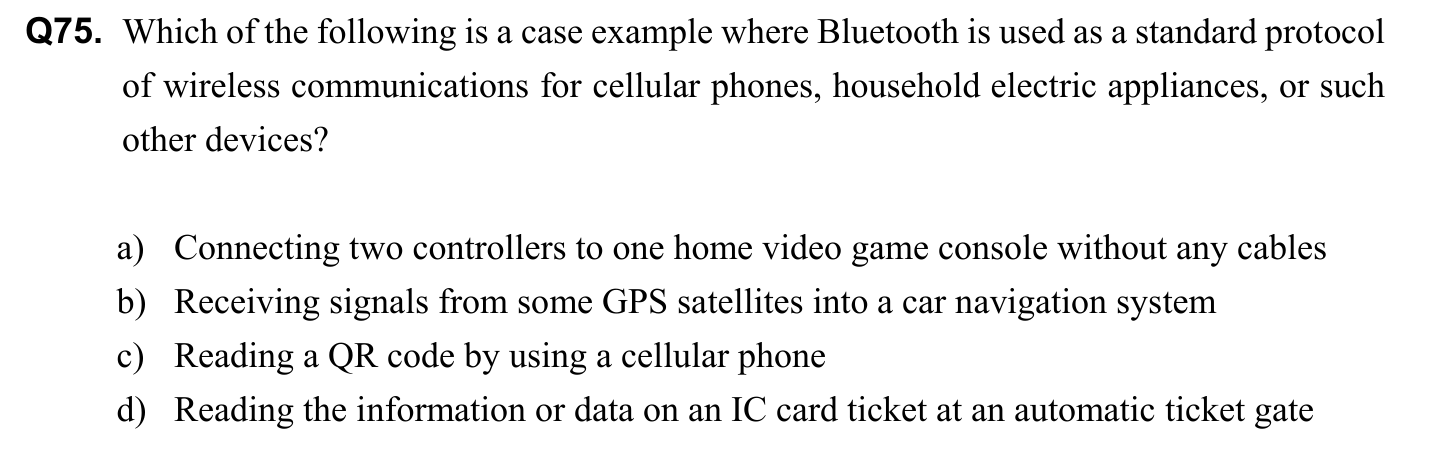 Q75. Which of the following is a case example where Bluetooth is used as a standard protocol
of wireless communications for cellular phones, household electric appliances, or such
other devices?
a) Connecting two controllers to one home video game console without any cables
b) Receiving signals from some GPS satellites into a car navigation system
c) Reading a QR code by using a cellular phone
d) Reading the information or data on an IC card ticket at an automatic ticket gate